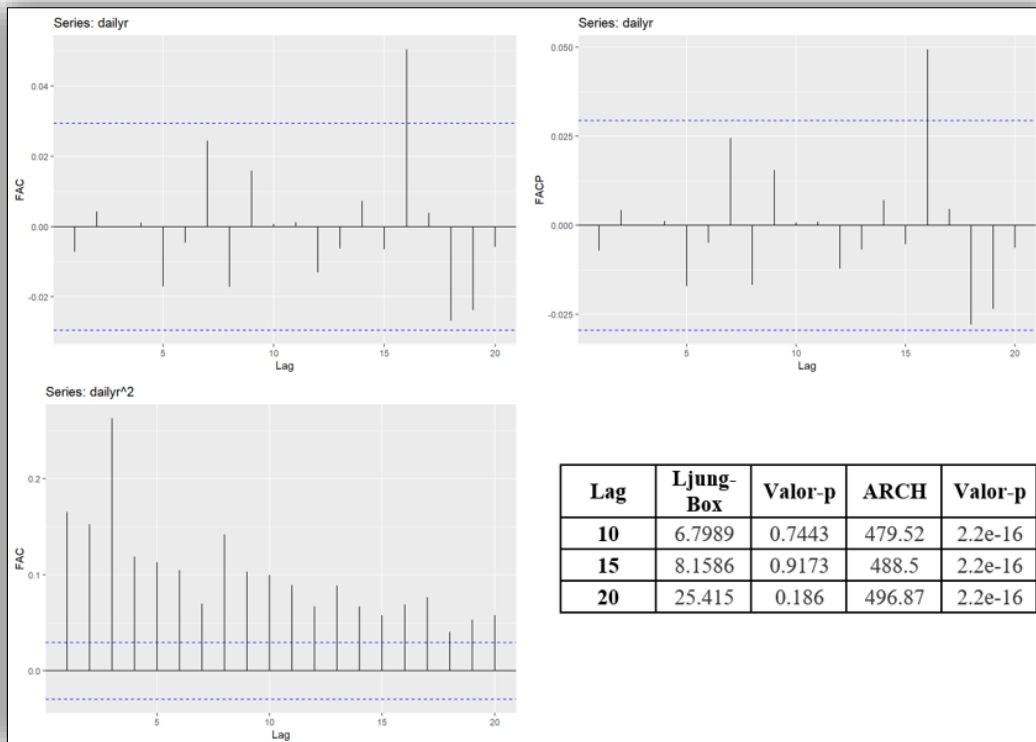 Series: dailyr
FAC
0.04
0.02
0.00
-0.02
5
10
15
20
Lag
Series: dailyr
FACP
0.050
0.025
0.000
-0.025
5
10
15
20
Lag
Series: dailyr^2
FAC
0.2
0.1
0.0
5
10
15
20
Lag
Lag Ljung-Box Valor-p ARCH Valor-p
10 6.7989 0.7443 479.52 2.2e-16
15 8.1586 0.9173 488.5 2.2e-16
20 25.415 0.186 496.87 2.2e-16